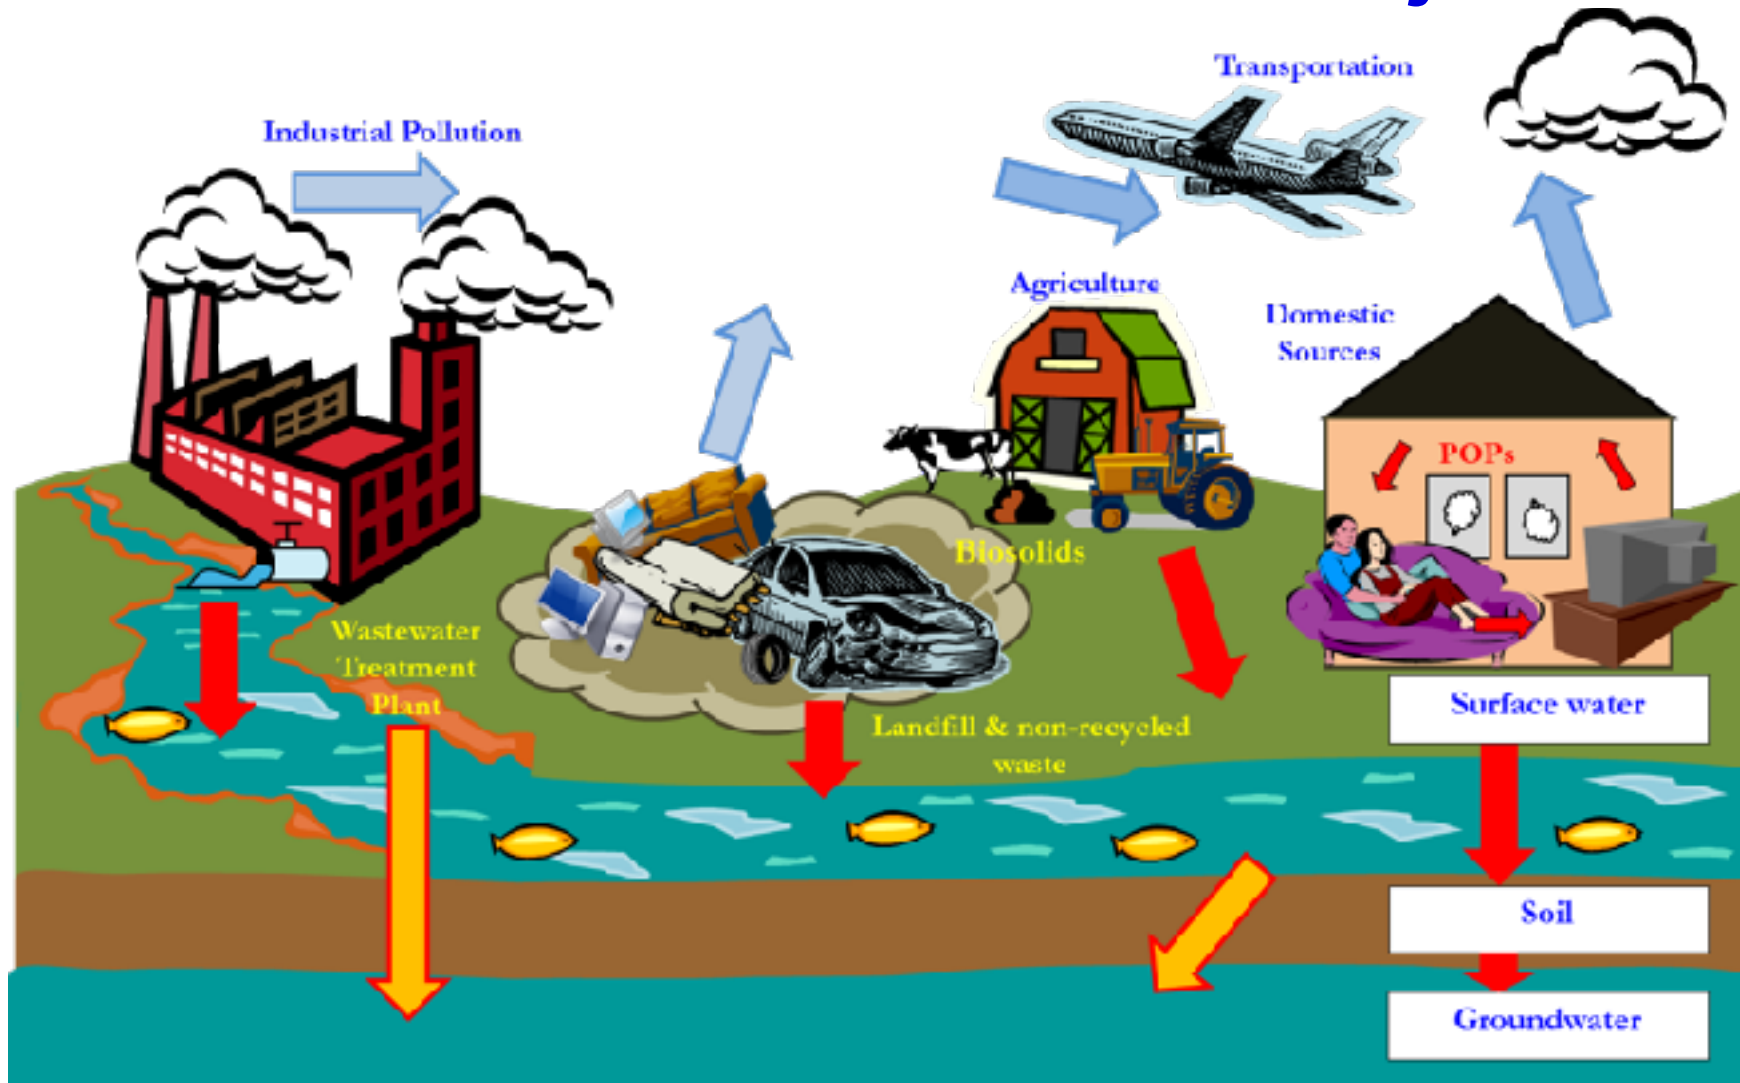 Transportation
Industrial Pollution
Agriculture
Domestic
Sources
POPs
Biosolids
Wastewater
Treatment
Plant
Landfill & non-recycled
waste
Surface water
Soil
Groundwater